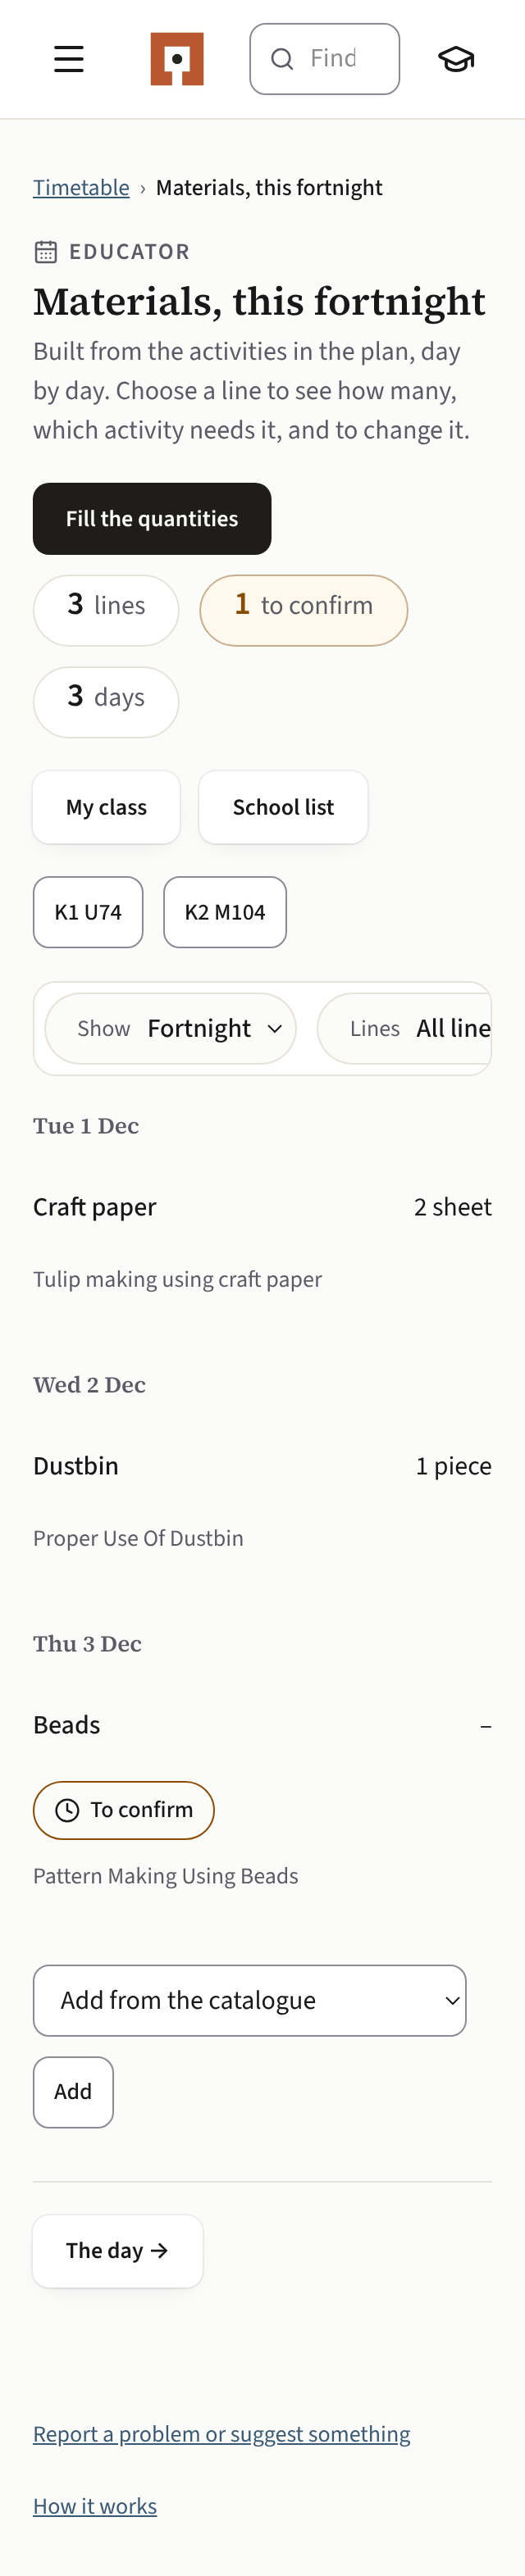 Find
Timetable › Materials, this fortnight
EDUCATOR
Materials, this fortnight
Built from the activities in the plan, day
by day. Choose a line to see how many,
which activity needs it, and to change it.
Fill the quantities
3 lines
1 to confirm
3 days
My class
School list
K1 U74
K2 M104
Show Fortnight
Lines All line
Tue 1 Dec
Craft paper 2 sheet
Tulip making using craft paper
Wed 2 Dec
Dustbin 1 piece
Proper Use Of Dustbin
Thu 3 Dec
Beads –
To confirm
Pattern Making Using Beads
Add from the catalogue
Add
The day →
Report a problem or suggest something
How it works